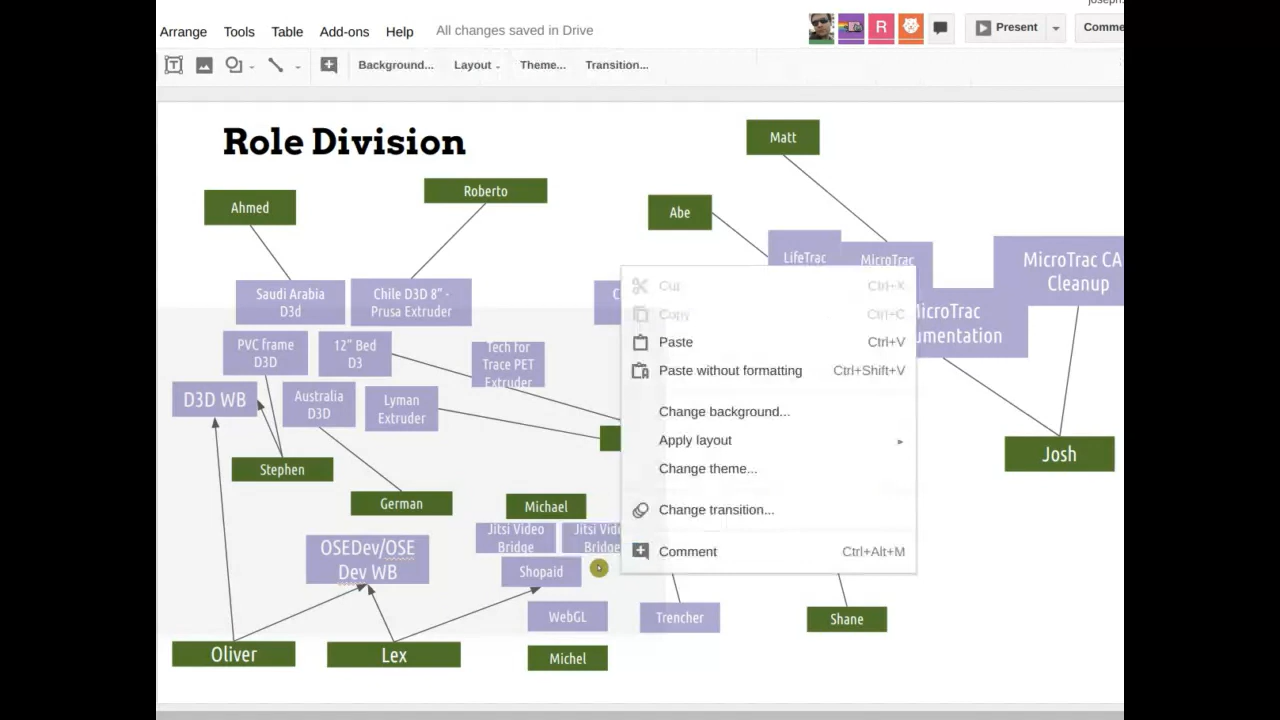 joseph
Arrange Tools Table Add-ons Help All changes saved in Drive
R Present Comme
Background... Layout Theme... Transition...
Role Division
Matt
Roberto
Ahmed
Abe
LifeTrac
MicroTrac
MicroTrac CA
Cleanup
Saudi Arabia
D3d
Chile D3D 8" -
Prusa Extruder
C
Cut Ctrl+X
Copy Ctrl+C
Paste Ctrl+V
Paste without formatting Ctrl+Shift+V
Change background...
Apply layout
Change theme...
Change transition...
Comment Ctrl+Alt+M
MicroTrac
umentation
PVC frame
D3D
12" Bed
D3
Tech for
Trace PET
Extruder
D3D WB
Australia
D3D
Lyman
Extruder
Josh
Stephen
German
Michael
Jitsi Video
Bridge
Jitsi Vid
Bridge
OSEDev/OSE
Dev WB
Shopaid
WebGL
Trencher
Shane
Oliver
Lex
Michel